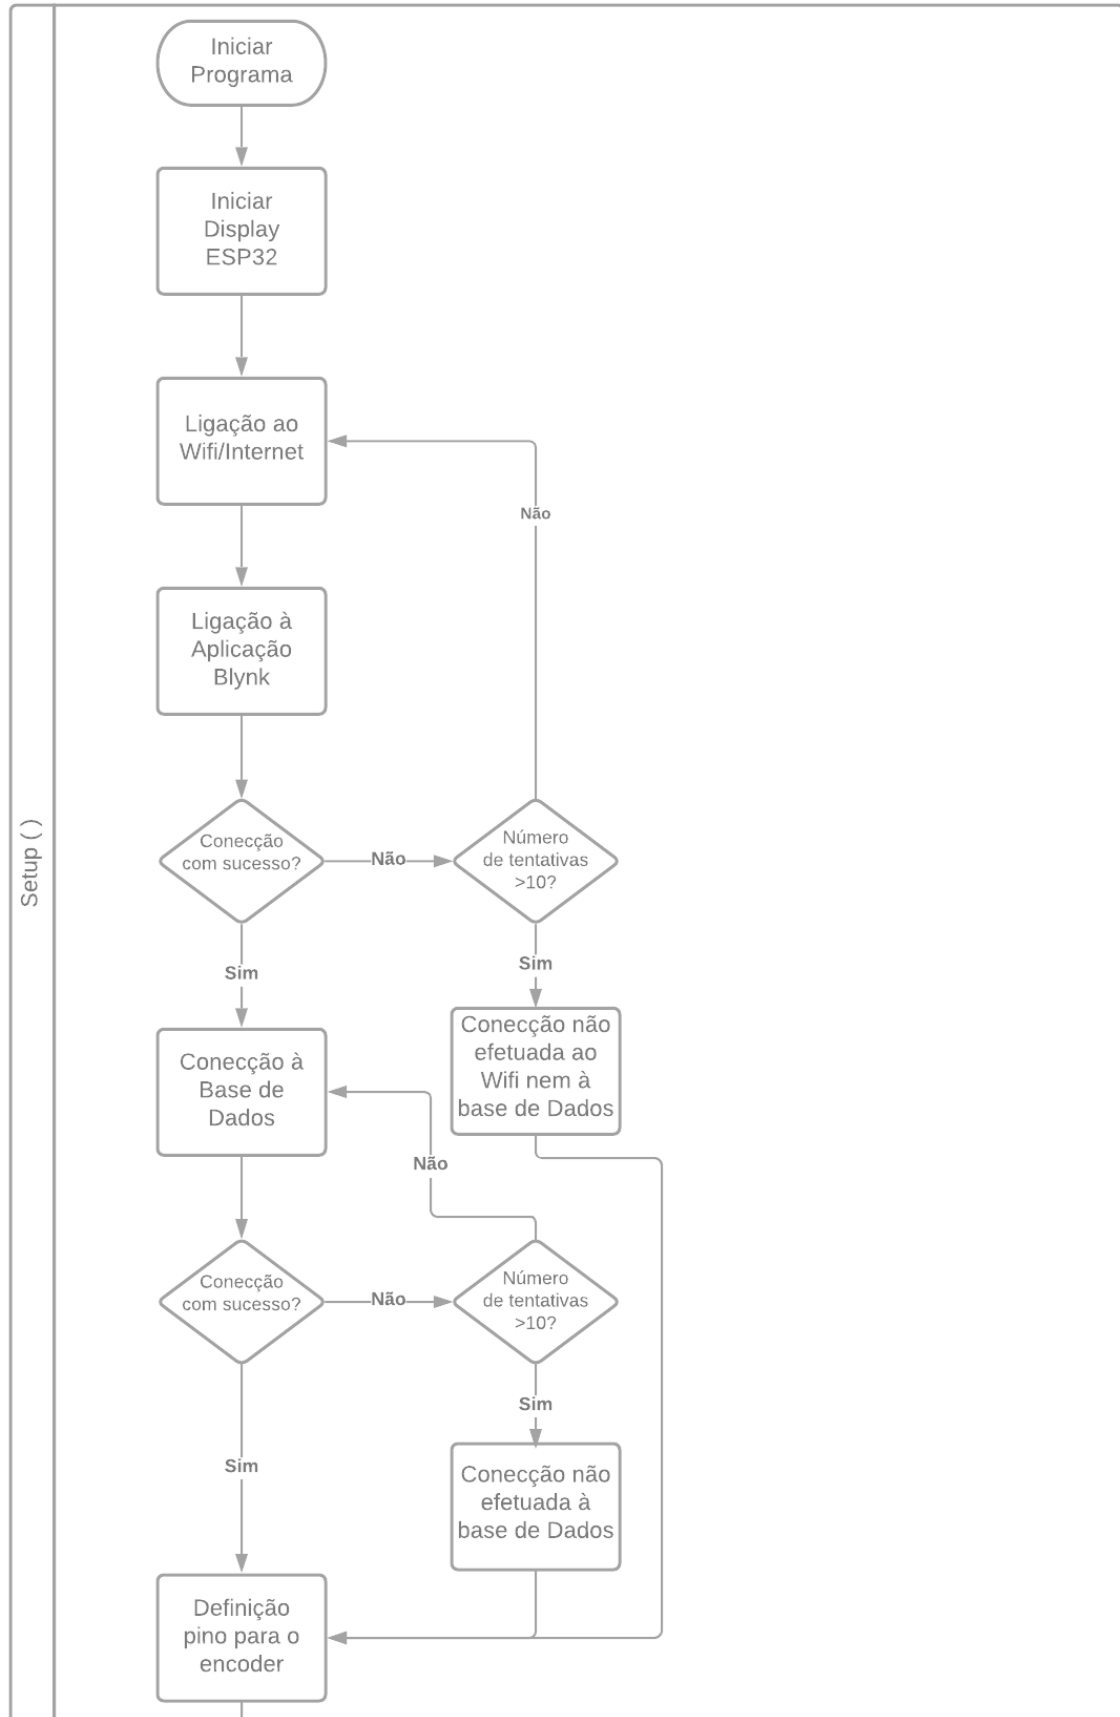 Iniciar
Programa
Iniciar
Display
ESP32
Ligação ao
Wifi/Internet
Não
Ligação à
Aplicação
Blynk
Setup ( )
Conecção
com sucesso?
Não
Número
de tentativas
>10?
Sim
Sim
Conecção à
Base de
Dados
Conecção não
efetuada ao
Wifi nem à
base de Dados
Não
Conecção
com sucesso?
Não
Número
de tentativas
>10?
Sim
Sim
Conecção não
efetuada à
base de Dados
Definição
pino para o
encoder